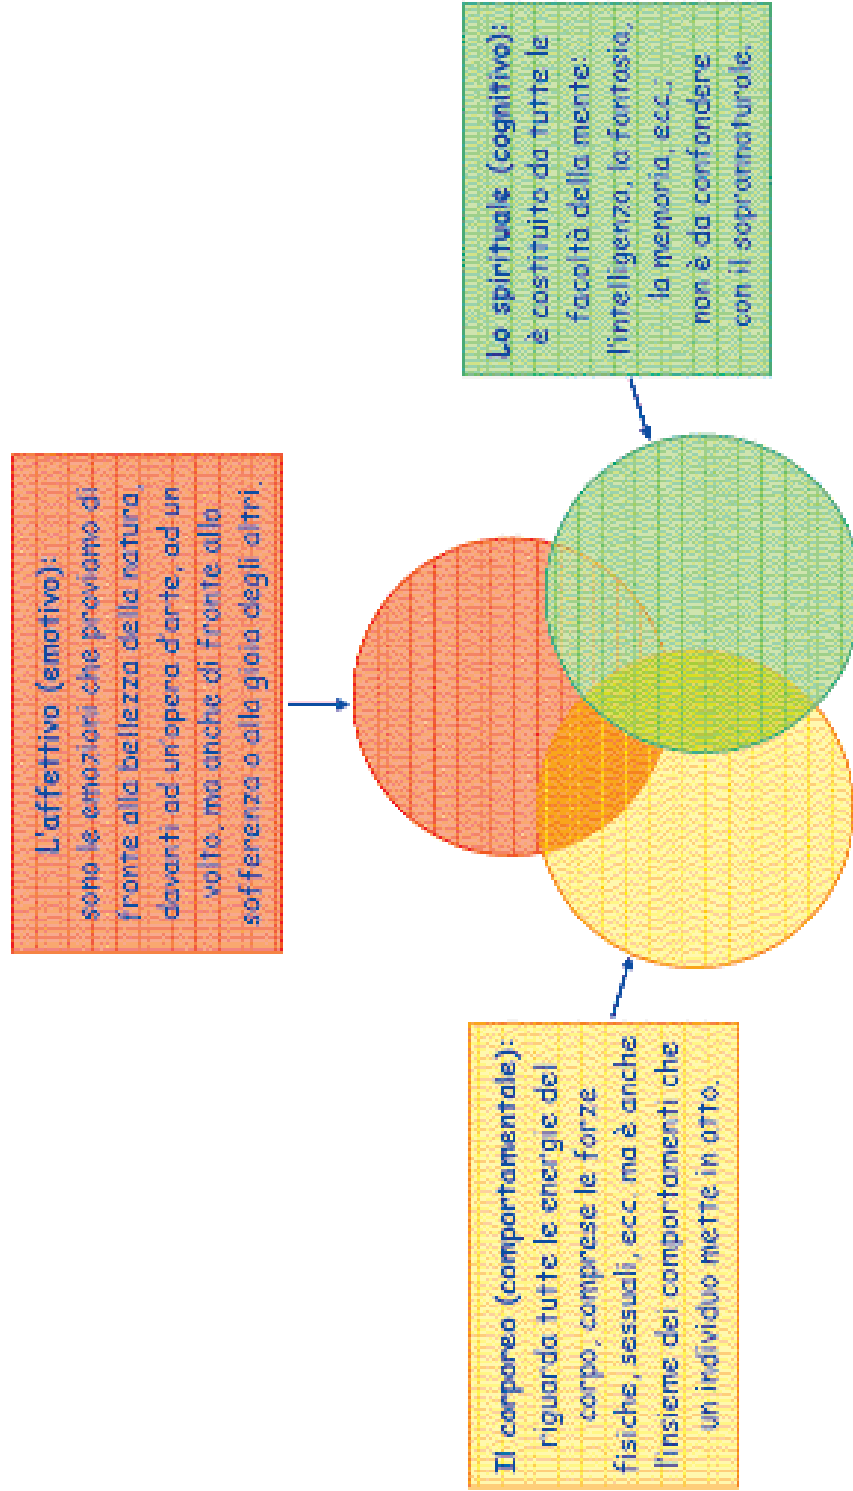 L'affettivo (emotivo):
sono le emozioni che proviamo di
fronte alla bellezza della natura,
davanti ad un'opera d'arte, ad un
volto, ma anche di fronte alla
sofferenza o alla gioia degli altri.
Il corporeo (comportamentale):
riguarda tutte le energie del
corpo, comprese le forze
fisiche, sessuali, ecc. ma è anche
l'insieme dei comportamenti che
un individuo mette in atto.
Lo spirituale (cognitivo):
è costituito da tutte le
facoltà della mente:
l'intelligenza, la fantasia,
la memoria, ecc.;
non è da confondere
con il soprannaturale.